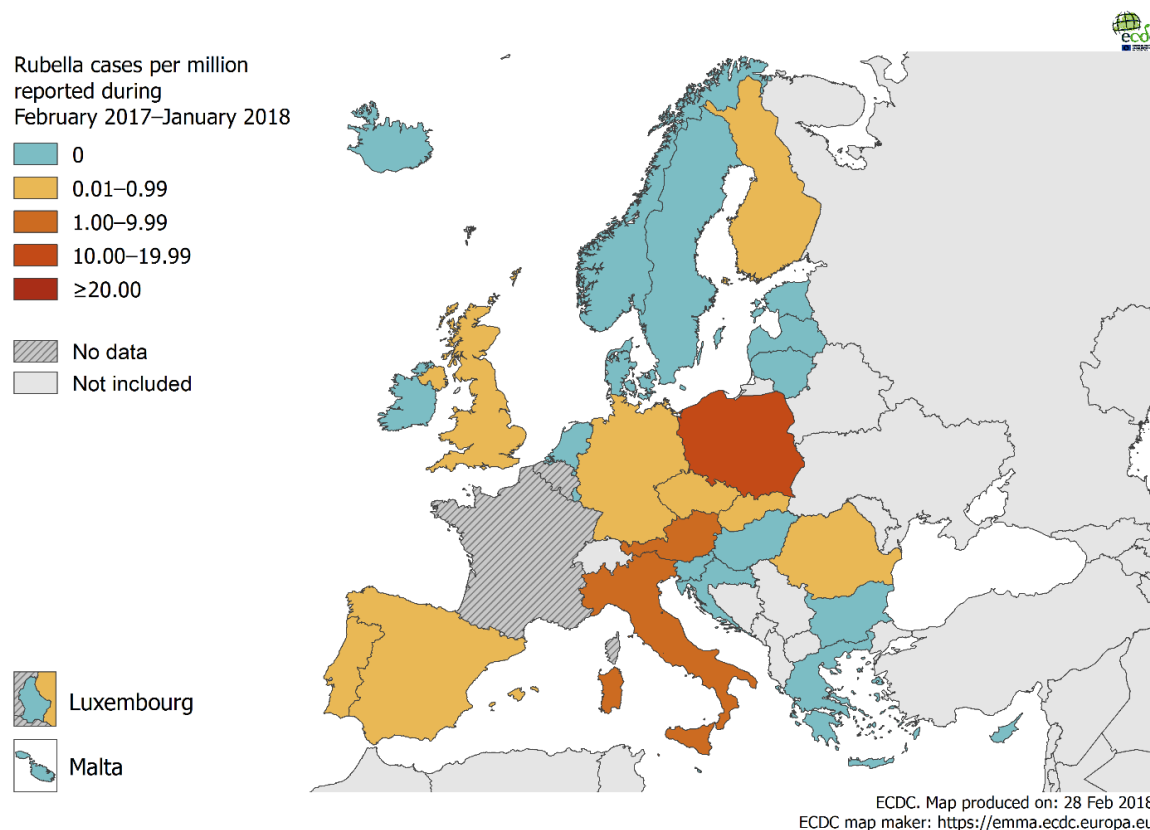 Rubella cases per million
reported during
February 2017–January 2018
0
0.01–0.99
1.00–9.99
10.00–19.99
≥20.00
No data
Not included
Luxembourg
Malta
ECDC. Map produced on: 28 Feb 2018
ECDC map maker: https://emma.ecdc.europa.eu